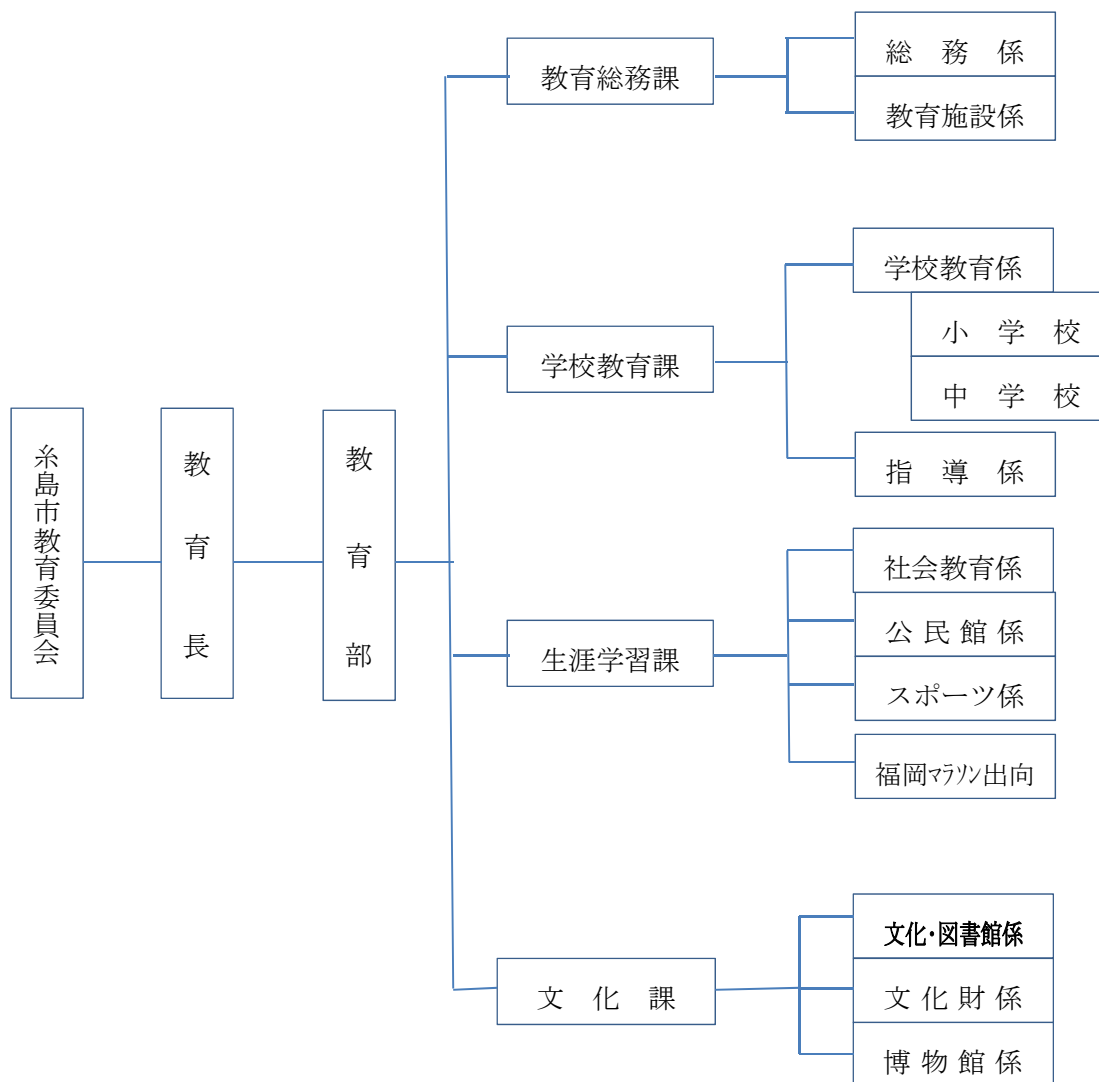 糸島市教育委員会
教育長
教育部
教育総務課
総務係
教育施設係
学校教育課
学校教育係
小学校
中学校
指導係
生涯学習課
社会教育係
公民館係
スポーツ係
福岡マラソン出向
文化課
文化・図書館係
文化財係
博物館係